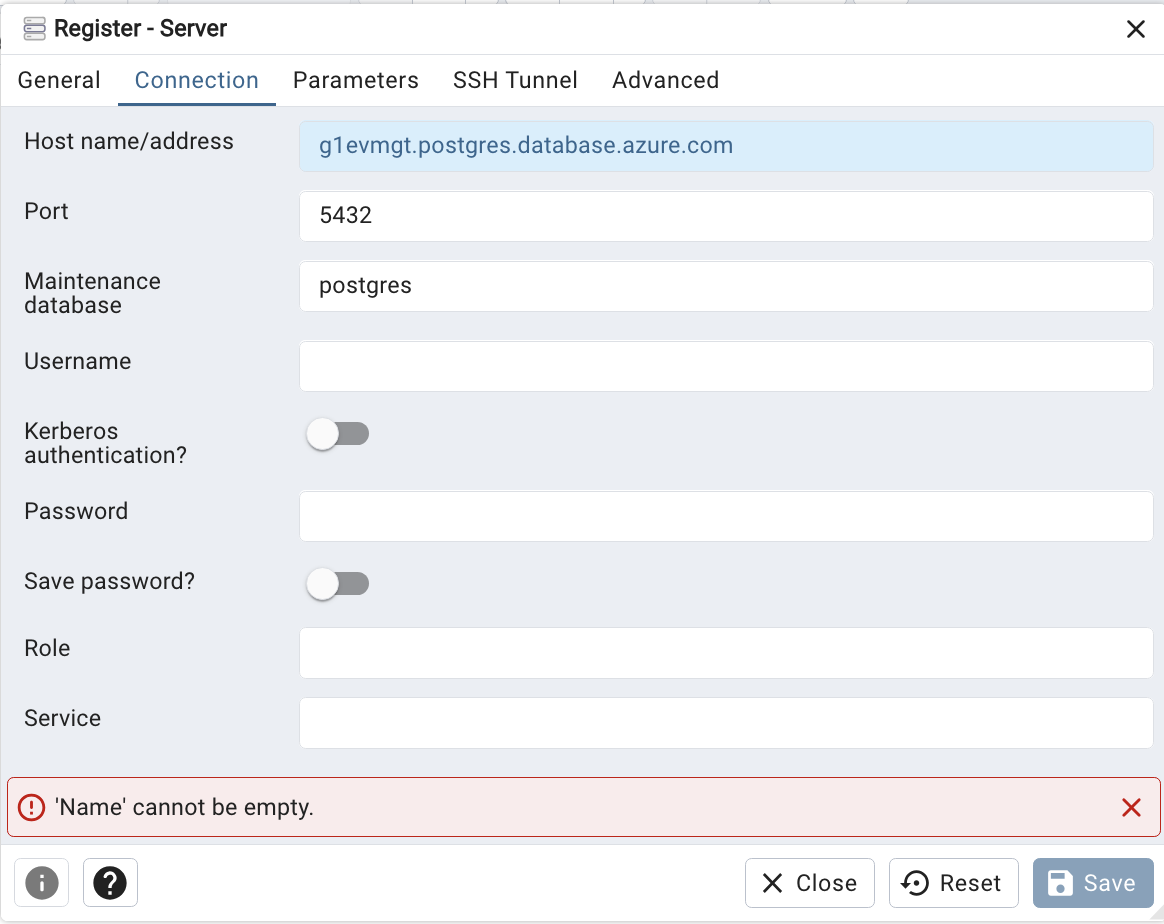 Register - Server
General Connection Parameters SSH Tunnel Advanced
Host name/address g1evmgt.postgres.database.azure.com
Port 5432
Maintenance
database postgres
Username
Kerberos
authentication?
Password
Save password?
Role
Service
'Name' cannot be empty.
Close Reset Save